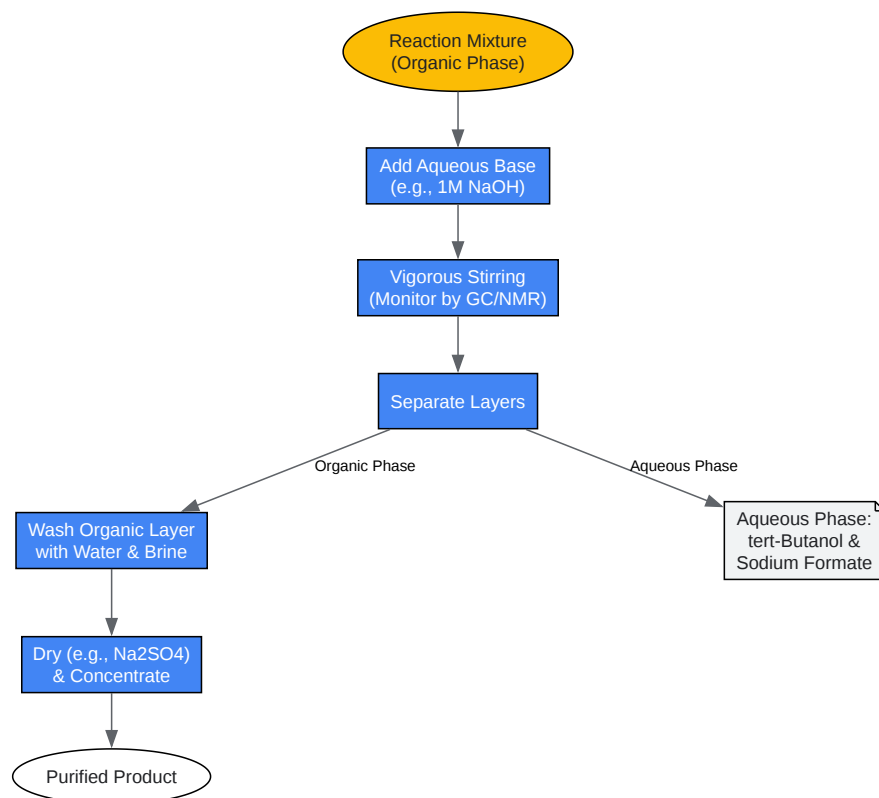 Reaction Mixture
(Organic Phase)
Add Aqueous Base
(e.g., 1M NaOH)
Vigorous Stirring
(Monitor by GC/NMR)
Separate Layers
Organic Phase
Aqueous Phase
Wash Organic Layer
with Water & Brine
Aqueous Phase:
tert-Butanol &
Sodium Formate
Dry (e.g., Na2SO4)
& Concentrate
Purified Product